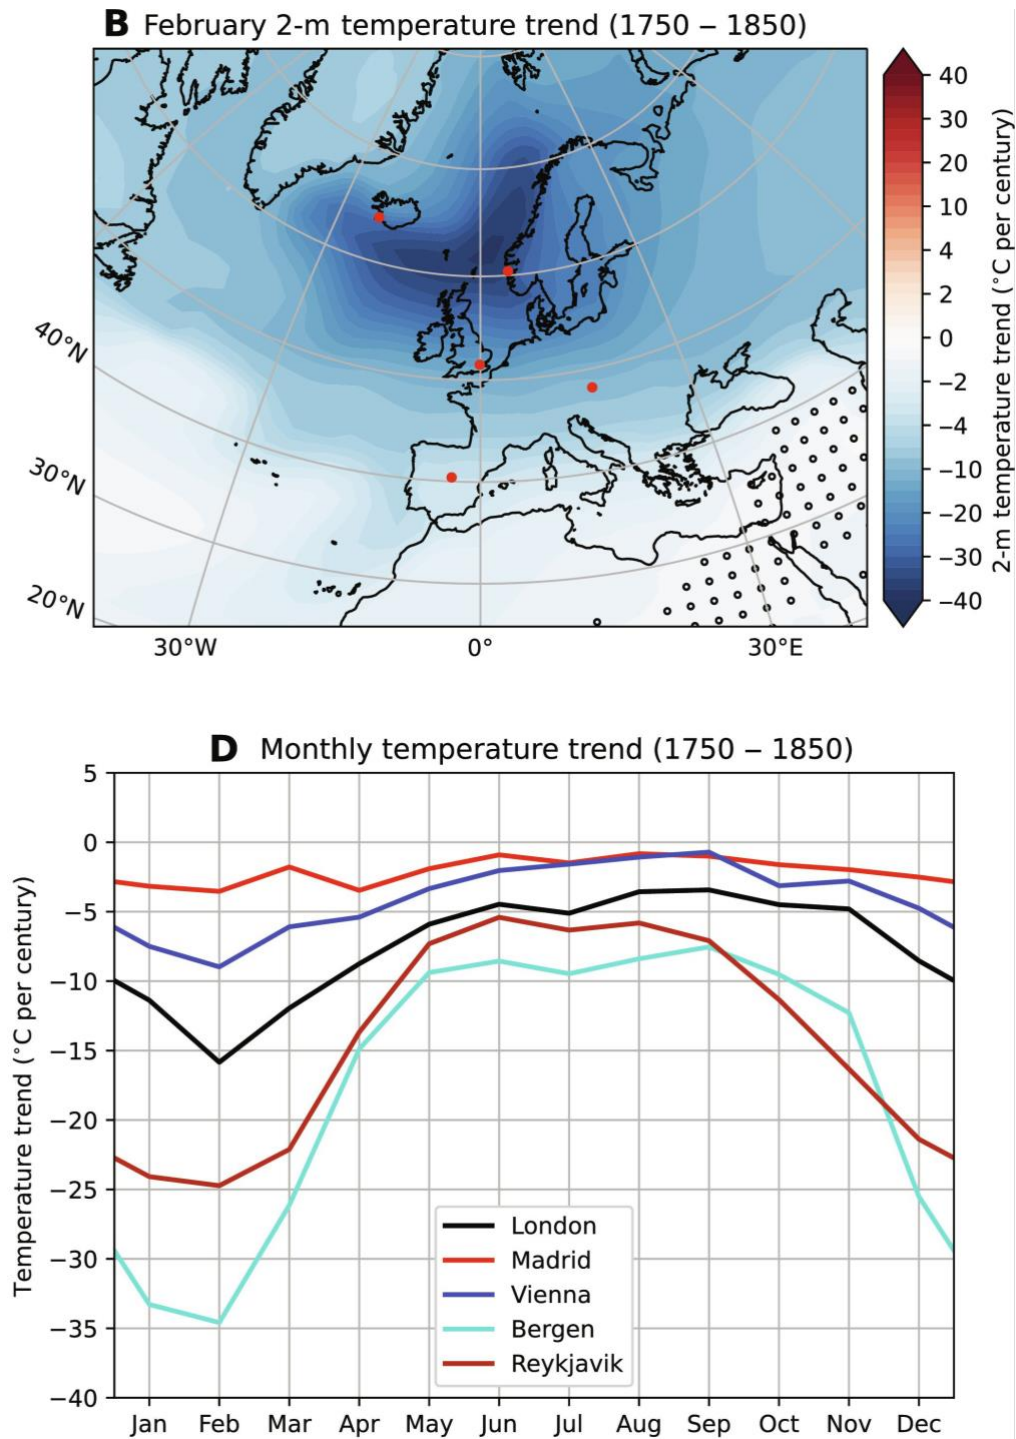 B February 2-m temperature trend (1750 – 1850)
40
30
20
10
4
2
0
−2
−4
−10
−20
−30
−40
2-m temperature trend (°C per century)
40°N
30°N
20°N
30°W 0° 30°E
D Monthly temperature trend (1750 – 1850)
5
0
−5
−10
−15
−20
−25
−30
−35
−40
Temperature trend (°C per century)
London
Madrid
Vienna
Bergen
Reykjavik
Jan Feb Mar Apr May Jun Jul Aug Sep Oct Nov Dec